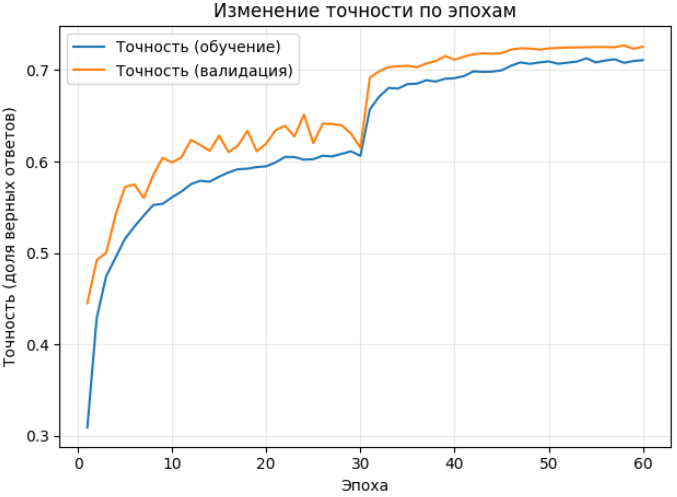 Изменение точности по эпохам
Точность (обучение)
Точность (валидация)
Точность (доля верных ответов)
0.7
0.6
0.5
0.4
0.3
0 10 20 30 40 50 60
Эпоха